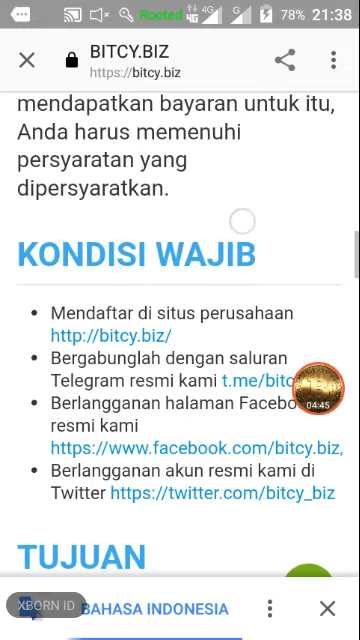 Rooted 4G G 78% 21:38
BITCY.BIZ
https://bitcy.biz
mendapatkan bayaran untuk itu,
Anda harus memenuhi
persyaratan yang
dipersyaratkan.
KONDISI WAJIB
• Mendaftar di situs perusahaan
http://bitcy.biz/
• Bergabunglah dengan saluran
Telegram resmi kami
04:45
• Berlangganan halaman
resmi kami
https://www.facebook.com/bitcy.biz,
• Berlangganan akun resmi kami di
Twitter https://twitter.com/bitcy_biz
TUJUAN
XBORN ID
BAHASA INDONESIA